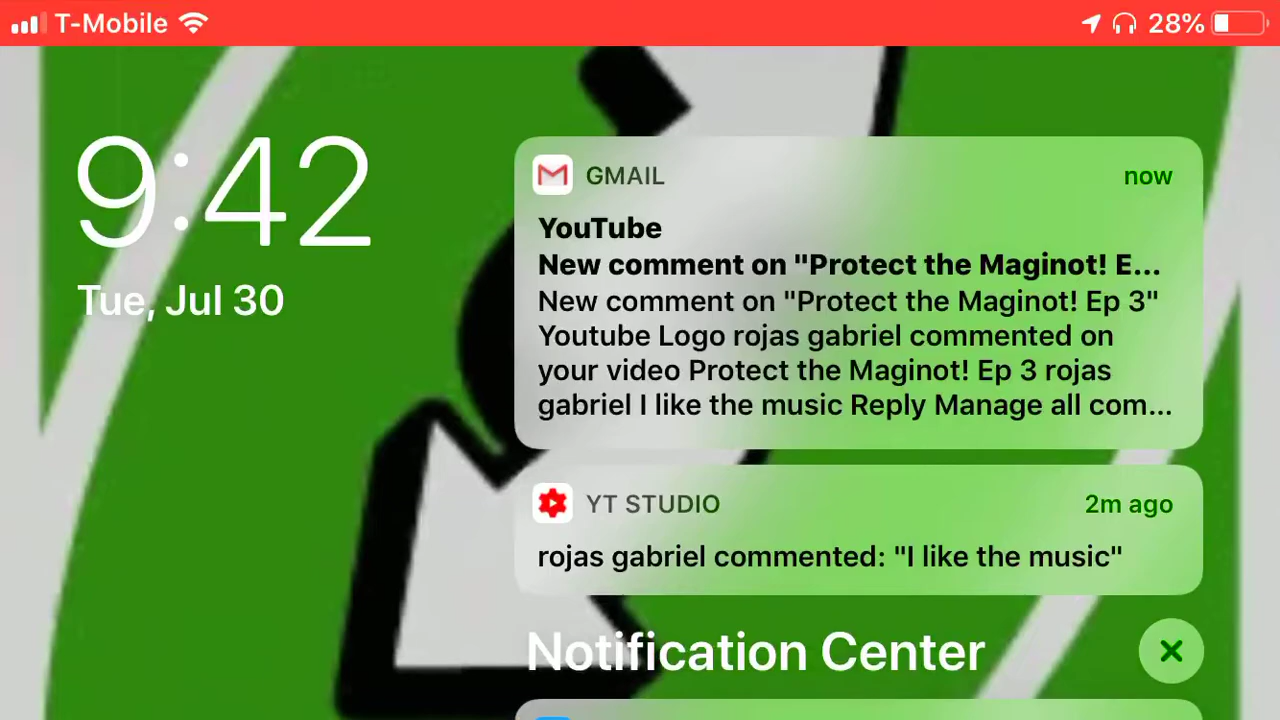 T-Mobile
28%
9:42
Tue, Jul 30
GMAIL
now
YouTube
New comment on "Protect the Maginot! E...
New comment on "Protect the Maginot! Ep 3"
Youtube Logo rojas gabriel commented on
your video Protect the Maginot! Ep 3 rojas
gabriel I like the music Reply Manage all com...
YT STUDIO
2m ago
rojas gabriel commented: "I like the music"
Notification Center